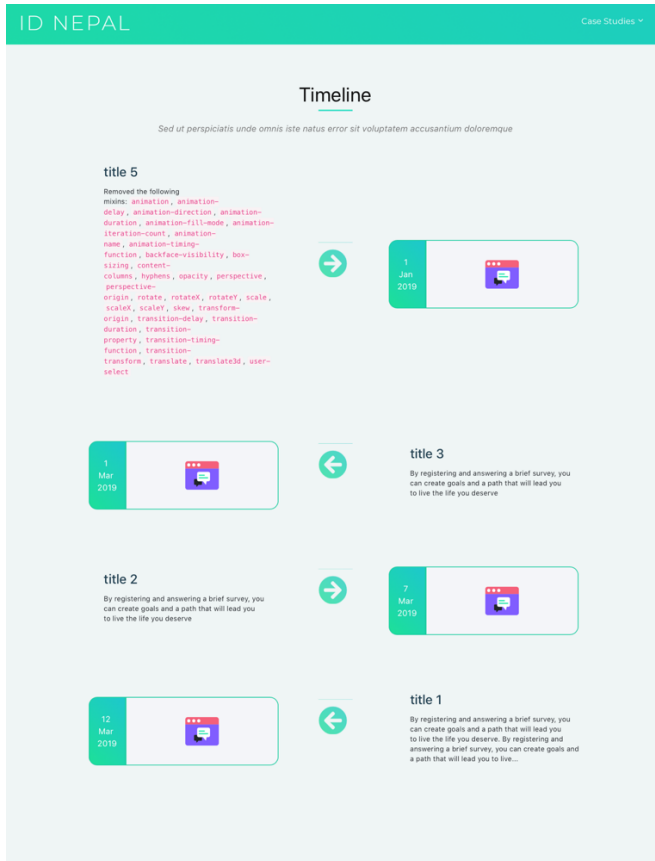 ID NEPAL
Case Studies
Timeline
Sed ut perspiciatis unde omnis iste natus error sit voluptatem accusantium doloremque
title 5
Removed the following
mixins: animation, animation-
delay, animation-direction, animation-
duration, animation-fill-mode, animation-
iteration-count, animation-
name, animation-timing-
function, backface-visibility, box-
sizing, content-
columns, hyphens, opacity, perspective,
perspective-
origin, rotate, rotateX, rotateY, scale,
scaleX, scaleY, skew, transform-
origin, transition-delay, transition-
duration, transition-
property, transition-timing-
function, transition-
transform, translate, translate3d, user-
select
1
Jan
2019
1
Mar
2019
title 3
By registering and answering a brief survey, you
can create goals and a path that will lead you
to live the life you deserve
title 2
By registering and answering a brief survey, you
can create goals and a path that will lead you
to live the life you deserve
7
Mar
2019
12
Mar
2019
title 1
By registering and answering a brief survey, you
can create goals and a path that will lead you
to live the life you deserve. By registering and
answering a brief survey, you can create goals and
a path that will lead you to live...